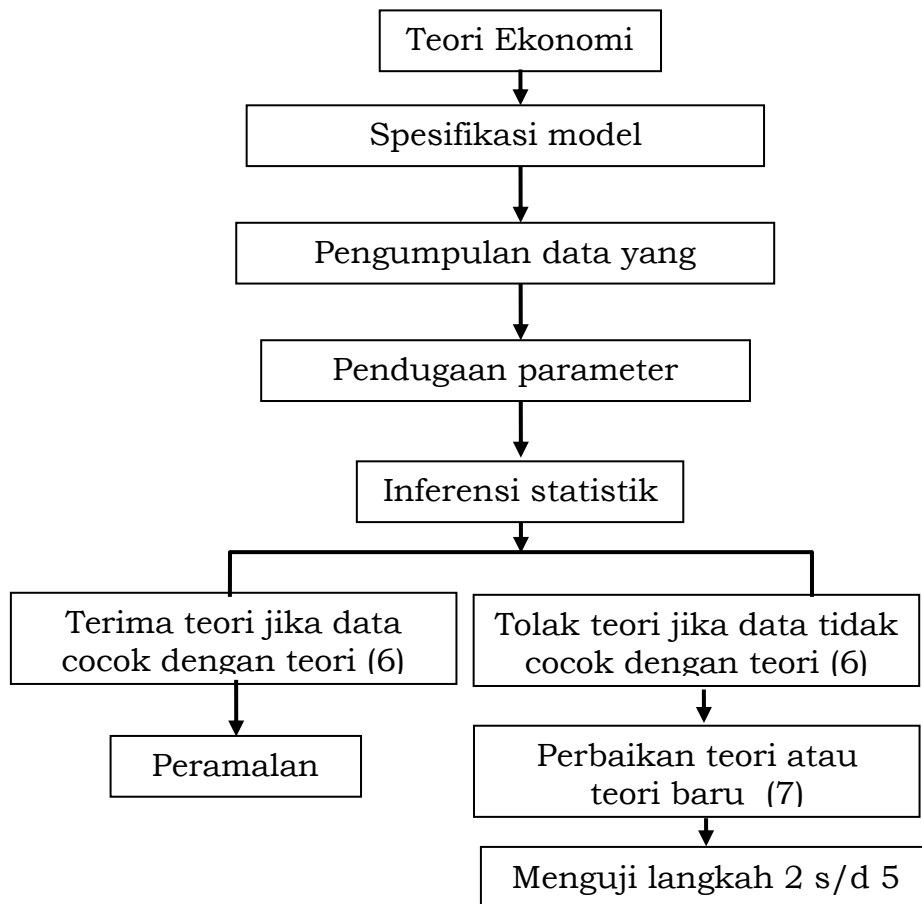 Teori Ekonomi
Spesifikasi model
Pengumpulan data yang
Pendugaan parameter
Inferensi statistik
Terima teori jika data
cocok dengan teori (6)
Tolak teori jika data tidak
cocok dengan teori (6)
Peramalan
Perbaikan teori atau
teori baru (7)
Menguji langkah 2 s/d 5